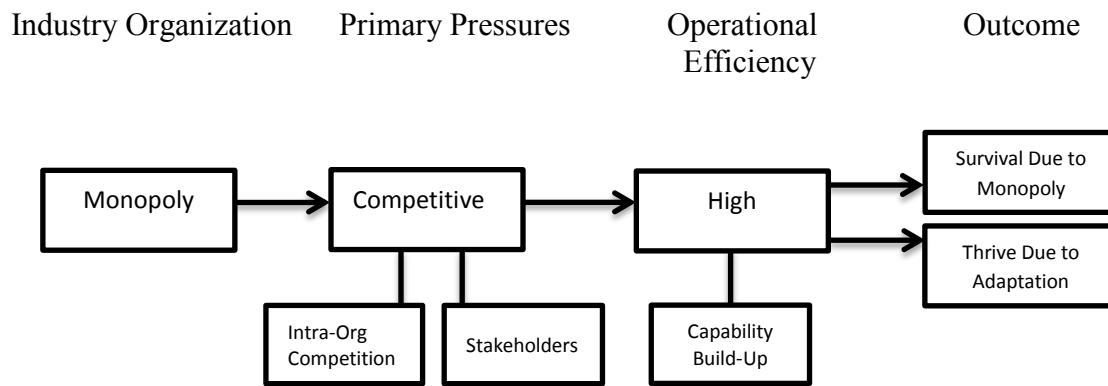 Industry Organization
Primary Pressures
Operational
Efficiency
Outcome
Monopoly
Competitive
High
Survival Due to
Monopoly
Thrive Due to
Adaptation
Intra-Org
Competition
Stakeholders
Capability
Build-Up